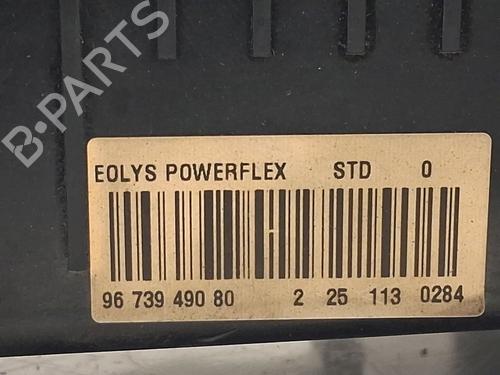 B-PARTS
EOLYS POWERFLEX STD 0
96 739 490 80 2 25 113 0284